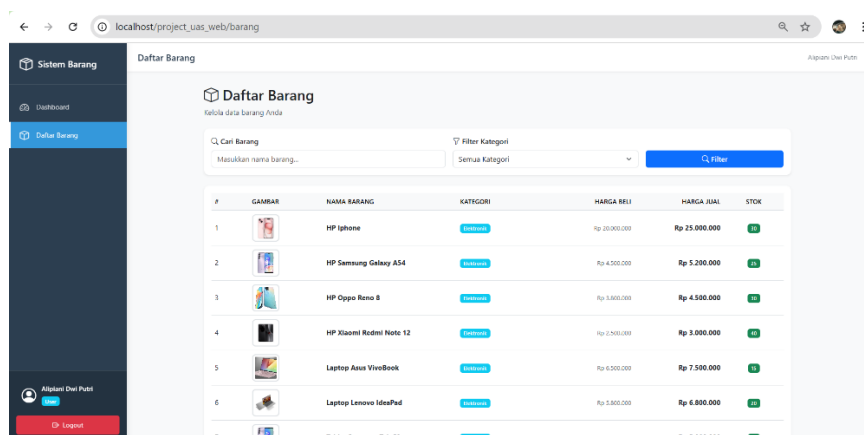 localhost/project_uas_web/barang
Sistem Barang
Daftar Barang
Alipiani Dwi Putri
Dashboard
Daftar Barang
Daftar Barang
Kelola data barang Anda
Cari Barang
Filter Kategori
Masukkan nama barang...
Semua Kategori
Filter
# GAMBAR NAMA BARANG KATEGORI HARGA BELI HARGA JUAL STOK
1 HP Iphone Elektronik Rp 20.000.000 Rp 25.000.000 30
2 HP Samsung Galaxy A54 Elektronik Rp 4.500.000 Rp 5.200.000 25
3 HP Oppo Reno 8 Elektronik Rp 3.800.000 Rp 4.500.000 30
4 HP Xiaomi Redmi Note 12 Elektronik Rp 2.500.000 Rp 3.000.000 40
5 Laptop Asus VivoBook Elektronik Rp 6.500.000 Rp 7.500.000 15
6 Laptop Lenovo IdeaPad Elektronik Rp 5.800.000 Rp 6.800.000 20
Alipiani Dwi Putri
User
Logout